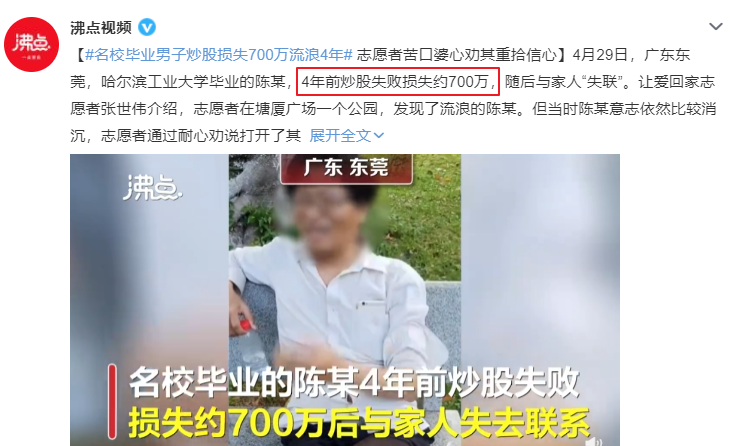 沸点
一点就沸
沸点视频
【#名校毕业男子炒股损失700万流浪4年# 志愿者苦口婆心劝其重拾信心】4月29日，广东东
莞，哈尔滨工业大学毕业的陈某，4年前炒股失败损失约700万，随后与家人“失联”。让爱回家志
愿者张世伟介绍，志愿者在塘厦广场一个公园，发现了流浪的陈某。但当时陈某意志依然比较消
沉，志愿者通过耐心劝说打开了其 展开全文
沸点
广东 东莞
名校毕业的陈某4年前炒股失败
损失约700万后与家人失去联系